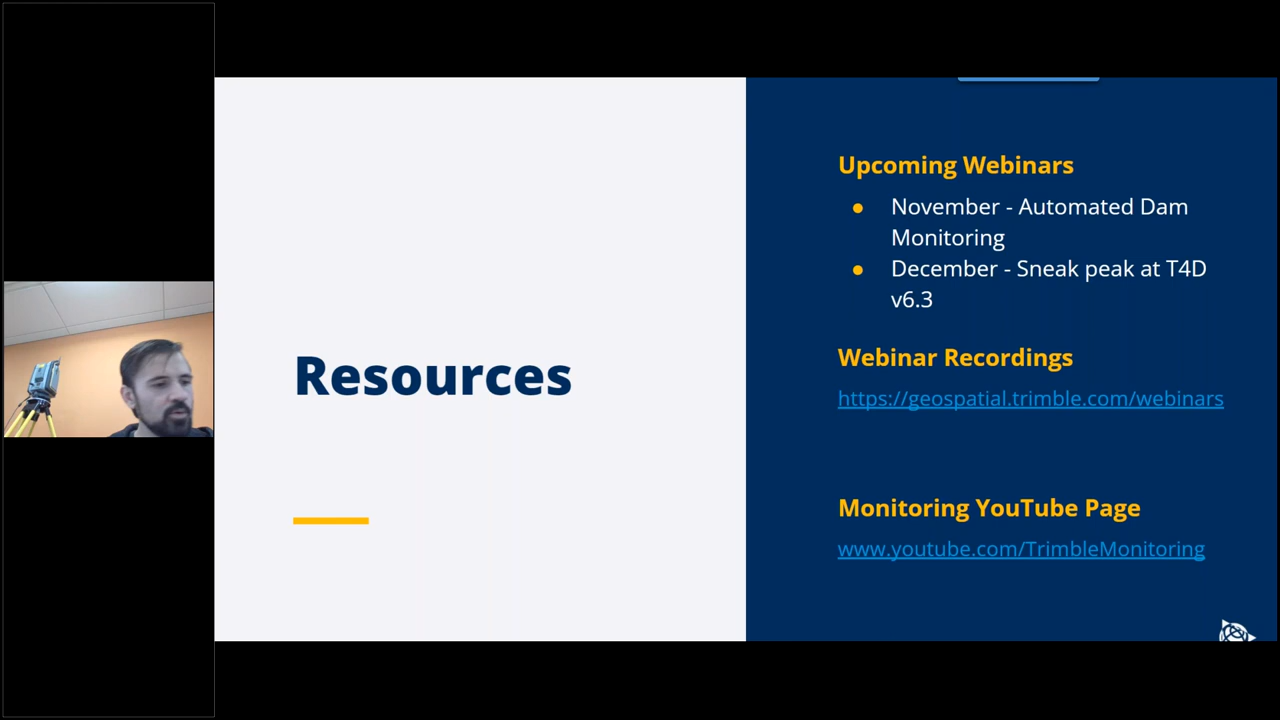 Resources
Upcoming Webinars
● November - Automated Dam
Monitoring
● December - Sneak peak at T4D
v6.3
Webinar Recordings
https://geospatial.trimble.com/webinars
Monitoring YouTube Page
www.youtube.com/TrimbleMonitoring